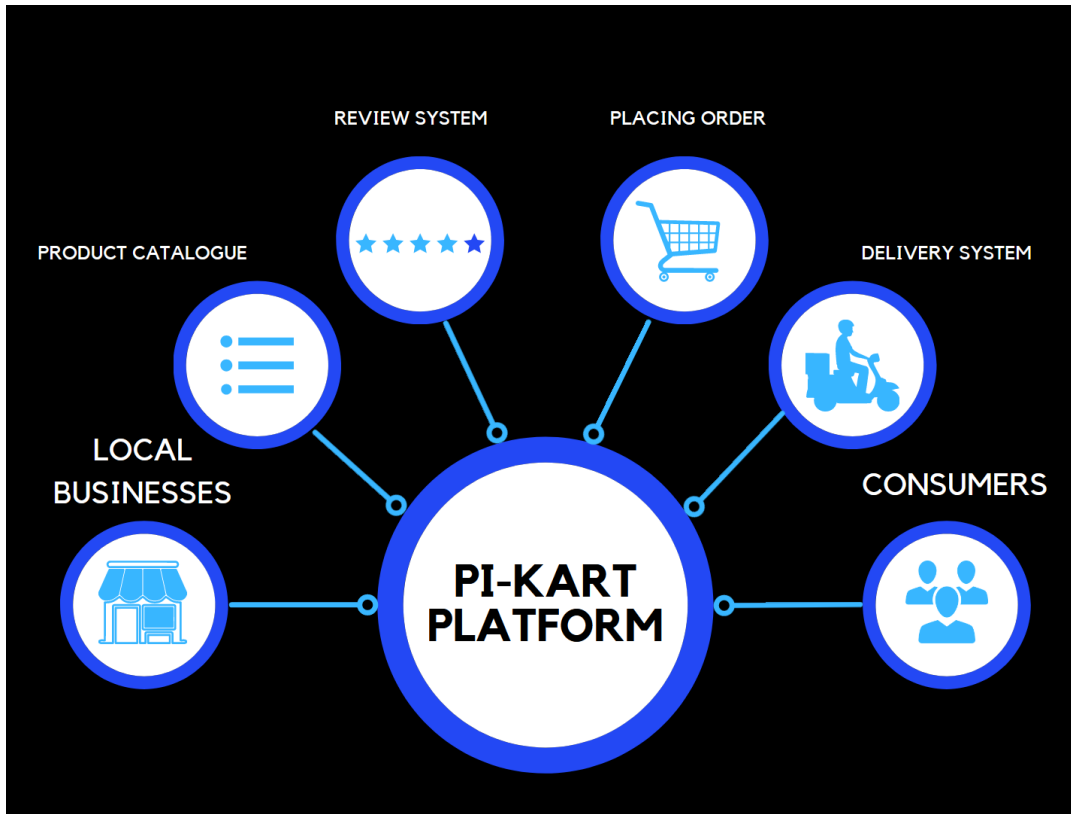 REVIEW SYSTEM
PLACING ORDER
PRODUCT CATALOGUE
DELIVERY SYSTEM
LOCAL
BUSINESSES
CONSUMERS
PI-KART
PLATFORM